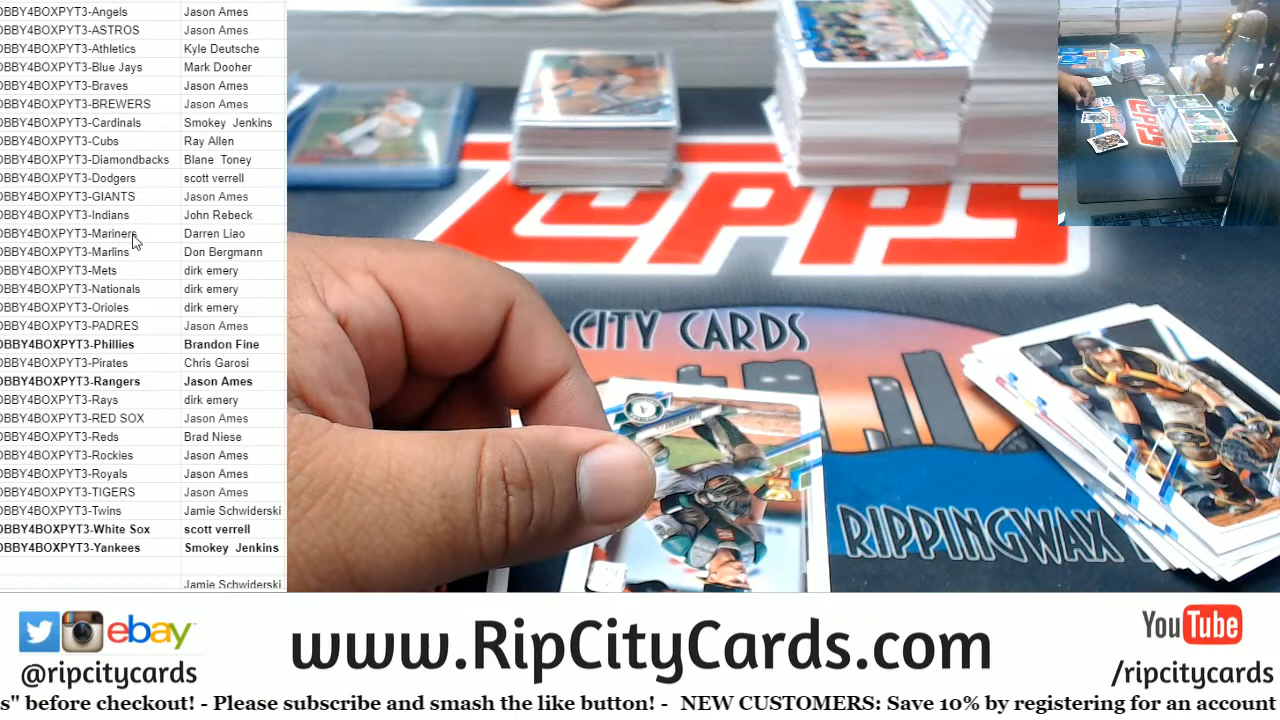 OBBY4BOXPYT3-Angels Jason Ames
OBBY4BOXPYT3-ASTROS Jason Ames
OBBY4BOXPYT3-Athletics Kyle Deutsche
OBBY4BOXPYT3-Blue Jays Mark Dooher
OBBY4BOXPYT3-Braves Jason Ames
OBBY4BOXPYT3-BREWERS Jason Ames
OBBY4BOXPYT3-Cardinals Smokey Jenkins
OBBY4BOXPYT3-Cubs Ray Allen
OBBY4BOXPYT3-Diamondbacks Blane Toney
OBBY4BOXPYT3-Dodgers scott verrell
OBBY4BOXPYT3-GIANTS Jason Ames
OBBY4BOXPYT3-Indians John Rebeck
OBBY4BOXPYT3-Mariners Darren Liao
OBBY4BOXPYT3-Marlins Don Bergmann
OBBY4BOXPYT3-Mets dirk emery
OBBY4BOXPYT3-Nationals dirk emery
OBBY4BOXPYT3-Orioles dirk emery
OBBY4BOXPYT3-PADRES Jason Ames
OBBY4BOXPYT3-Phillies Brandon Fine
OBBY4BOXPYT3-Pirates Chris Garosi
OBBY4BOXPYT3-Rangers Jason Ames
OBBY4BOXPYT3-Rays dirk emery
OBBY4BOXPYT3-RED SOX Jason Ames
OBBY4BOXPYT3-Reds Brad Niese
OBBY4BOXPYT3-Rockies Jason Ames
OBBY4BOXPYT3-Royals Jason Ames
OBBY4BOXPYT3-TIGERS Jason Ames
OBBY4BOXPYT3-Twins Jamie Schwiderski
OBBY4BOXPYT3-White Sox scott verrell
OBBY4BOXPYT3-Yankees Smokey Jenkins
Jamie Schwiderski
TOPPS
CITY CARDS
RIPPINGWAX
ebay
@ripcitycards
www.RipCityCards.com
YouTube
/ripcitycards
s" before checkout! - Please subscribe and smash the like button! - NEW CUSTOMERS: Save 10% by registering for an account